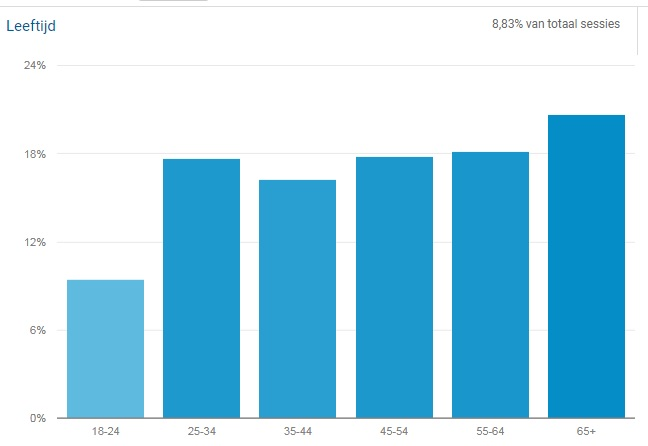 Leeftijd
8,83% van totaal sessies
24%
18%
12%
6%
0%
18-24 25-34 35-44 45-54 55-64 65+